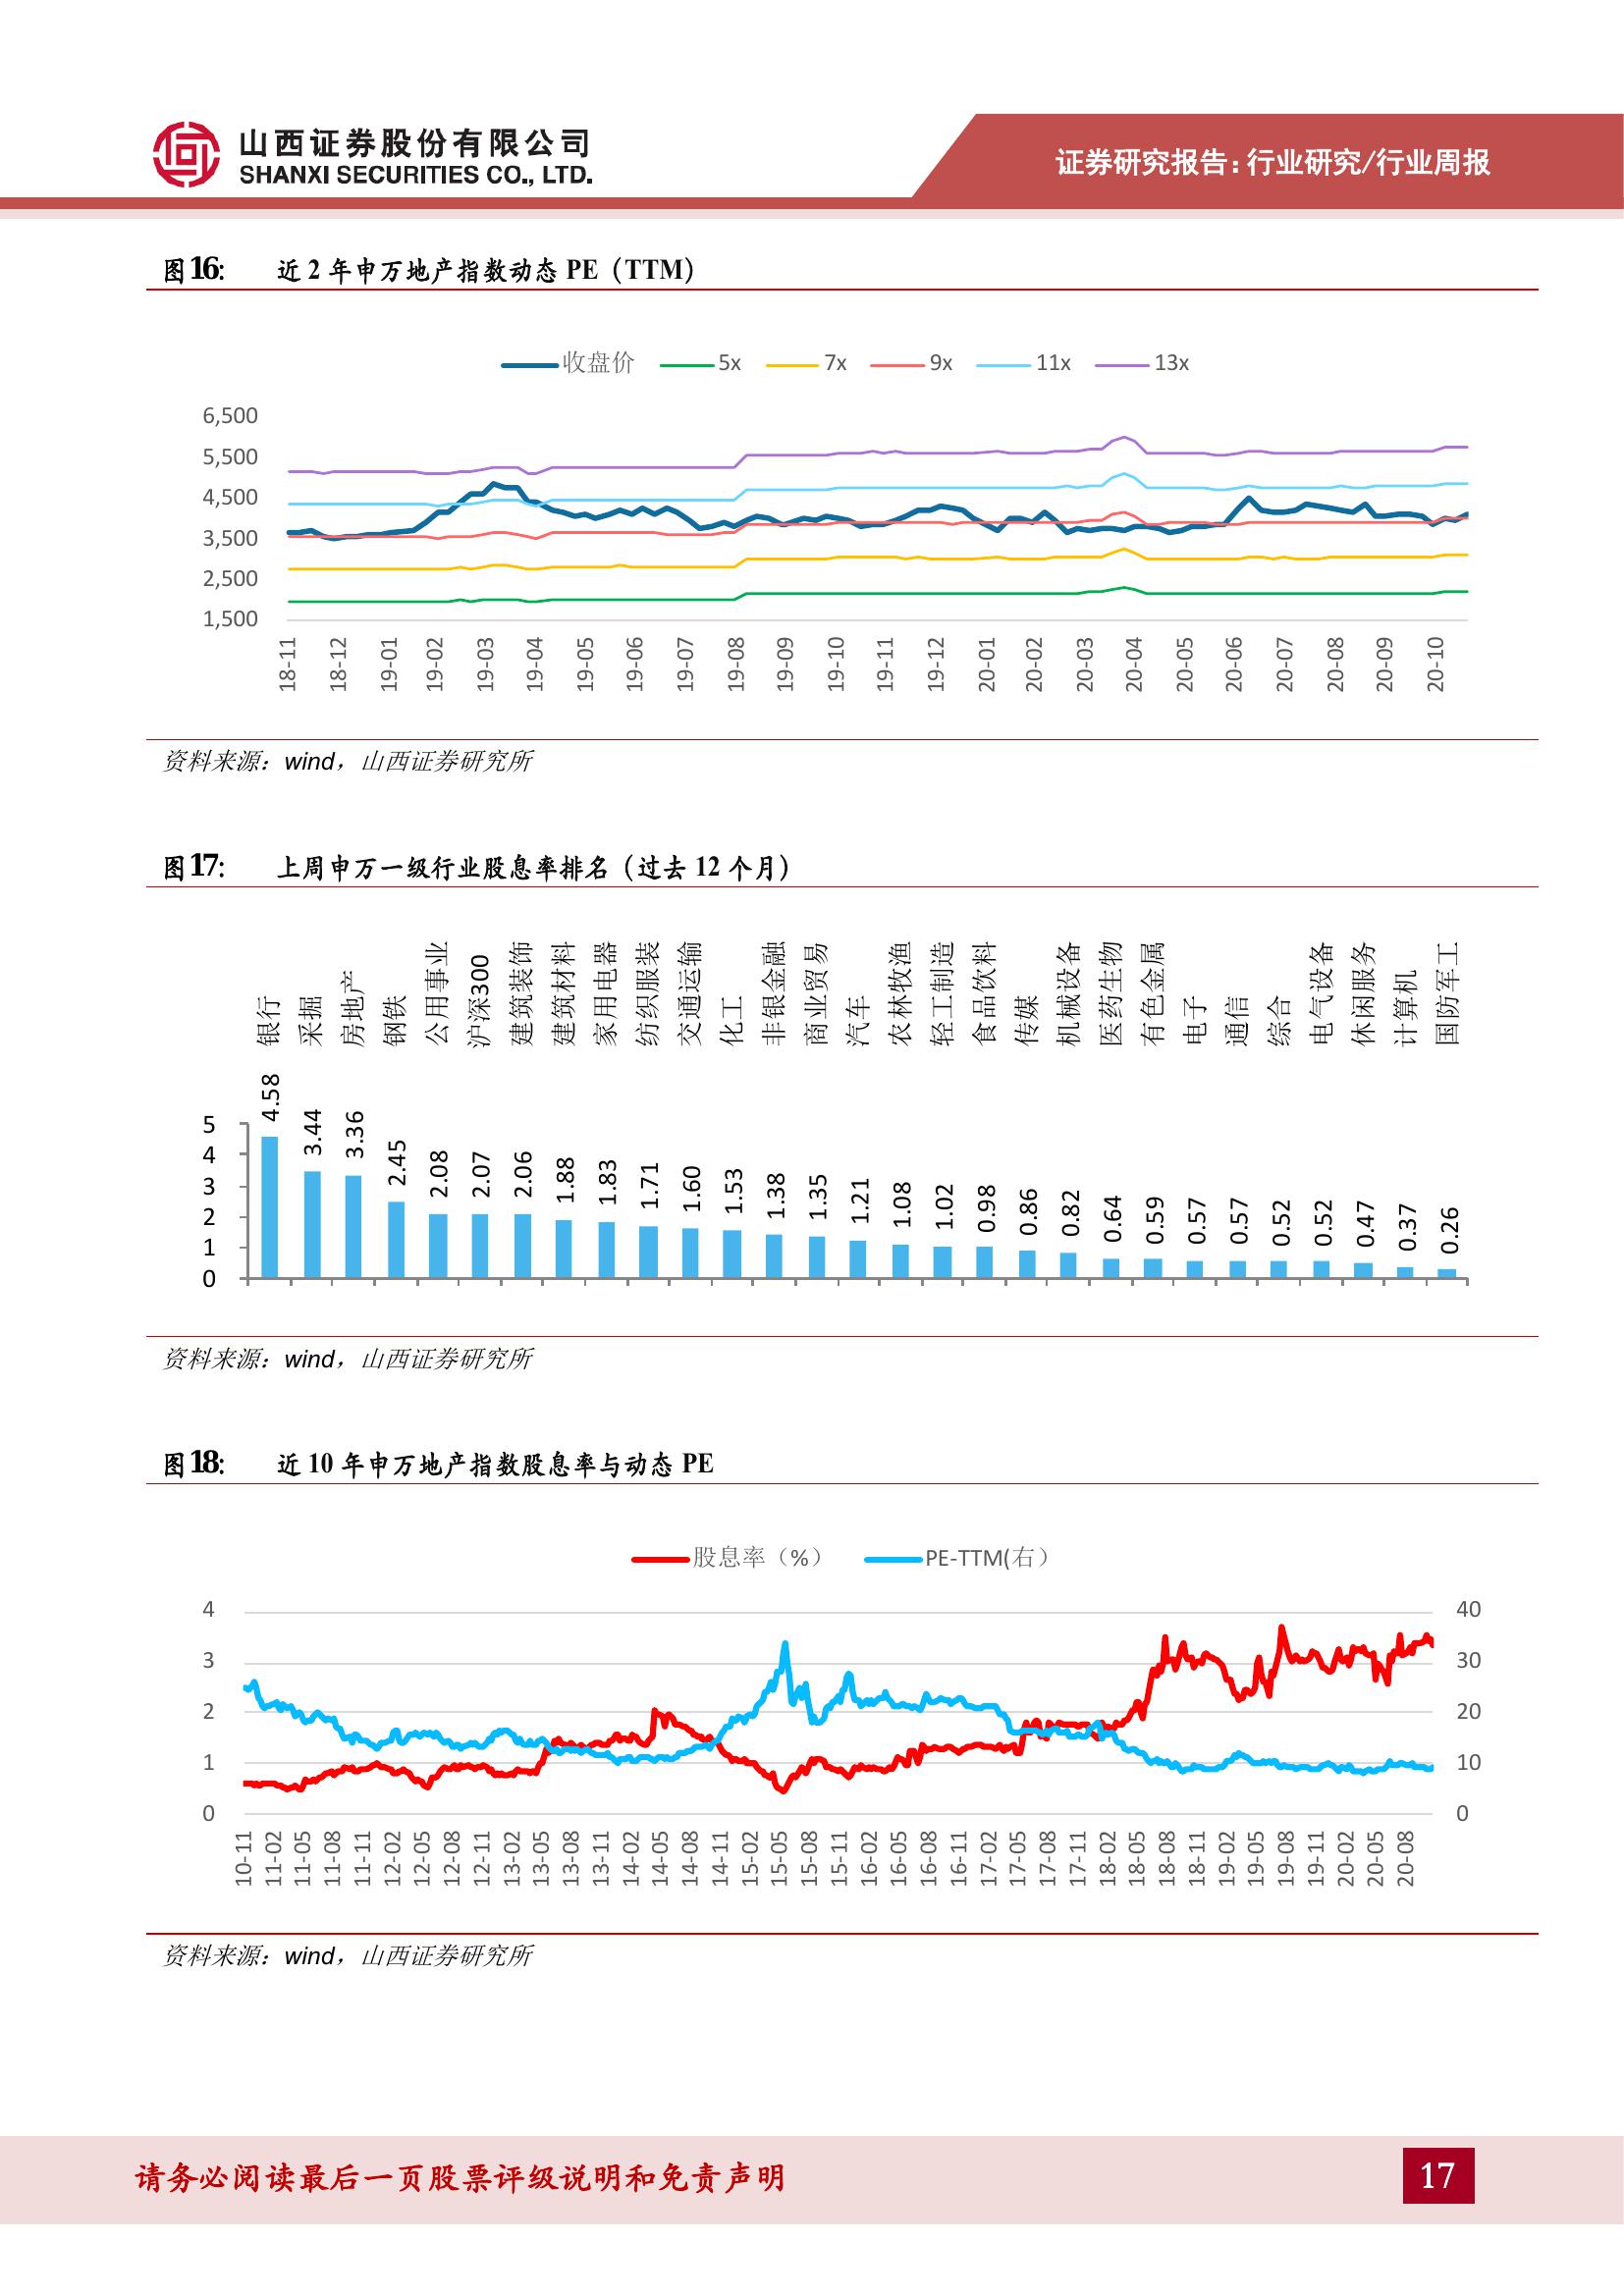 山西证券股份有限公司
SHANXI SECURITIES CO., LTD.
证券研究报告:行业研究/行业周报
图16: 近 2 年申万地产指数动态 PE（TTM）
收盘价 5x 7x 9x 11x 13x
6,500
5,500
4,500
3,500
2,500
1,500
18-11 18-12 19-01 19-02 19-03 19-04 19-05 19-06 19-07 19-08 19-09 19-10 19-11 19-12 20-01 20-02 20-03 20-04 20-05 20-06 20-07 20-08 20-09 20-10
资料来源：wind，山西证券研究所
图17: 上周申万一级行业股息率排名（过去 12 个月）
银行 采掘 房地产 钢铁 公用事业 沪深300 建筑装饰 建筑材料 家用电器 纺织服装 交通运输 化工 非银金融 商业贸易 汽车 农林牧渔 轻工制造 食品饮料 传媒 机械设备 医药生物 有色金属 电子 通信 综合 电气设备 休闲服务 计算机 国防军工
4.58 3.44 3.36 2.45 2.08 2.07 2.06 1.88 1.83 1.71 1.60 1.53 1.38 1.35 1.21 1.08 1.02 0.98 0.86 0.82 0.64 0.59 0.57 0.57 0.52 0.52 0.47 0.37 0.26
5
4
3
2
1
0
资料来源：wind，山西证券研究所
图18: 近 10 年申万地产指数股息率与动态 PE
股息率（%） PE-TTM(右）
4 40
3 30
2 20
1 10
0 0
10-11 11-02 11-05 11-08 11-11 12-02 12-05 12-08 12-11 13-02 13-05 13-08 13-11 14-02 14-05 14-08 14-11 15-02 15-05 15-08 15-11 16-02 16-05 16-08 16-11 17-02 17-05 17-08 17-11 18-02 18-05 18-08 18-11 19-02 19-05 19-08 19-11 20-02 20-05 20-08
资料来源：wind，山西证券研究所
请务必阅读最后一页股票评级说明和免责声明
17